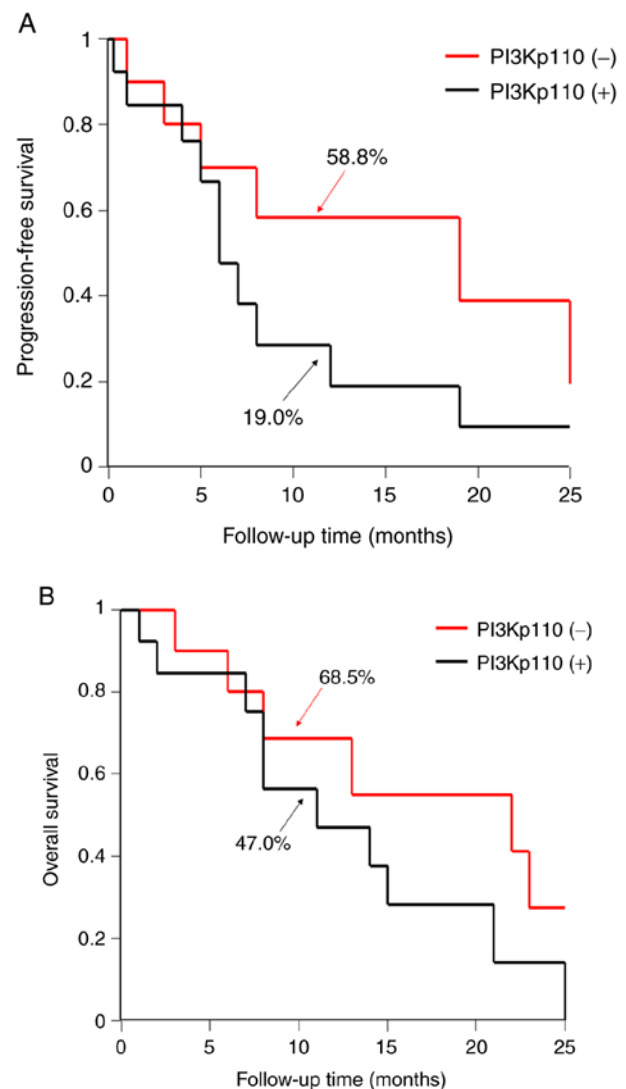 A
PI3Kp110 (–)
PI3Kp110 (+)
1
0.8
0.6
0.4
0.2
0
58.8%
19.0%
Progression-free survival
0 5 10 15 20 25
Follow-up time (months)
B
PI3Kp110 (–)
PI3Kp110 (+)
1
0.8
0.6
0.4
0.2
0
68.5%
47.0%
Overall survival
0 5 10 15 20 25
Follow-up time (months)